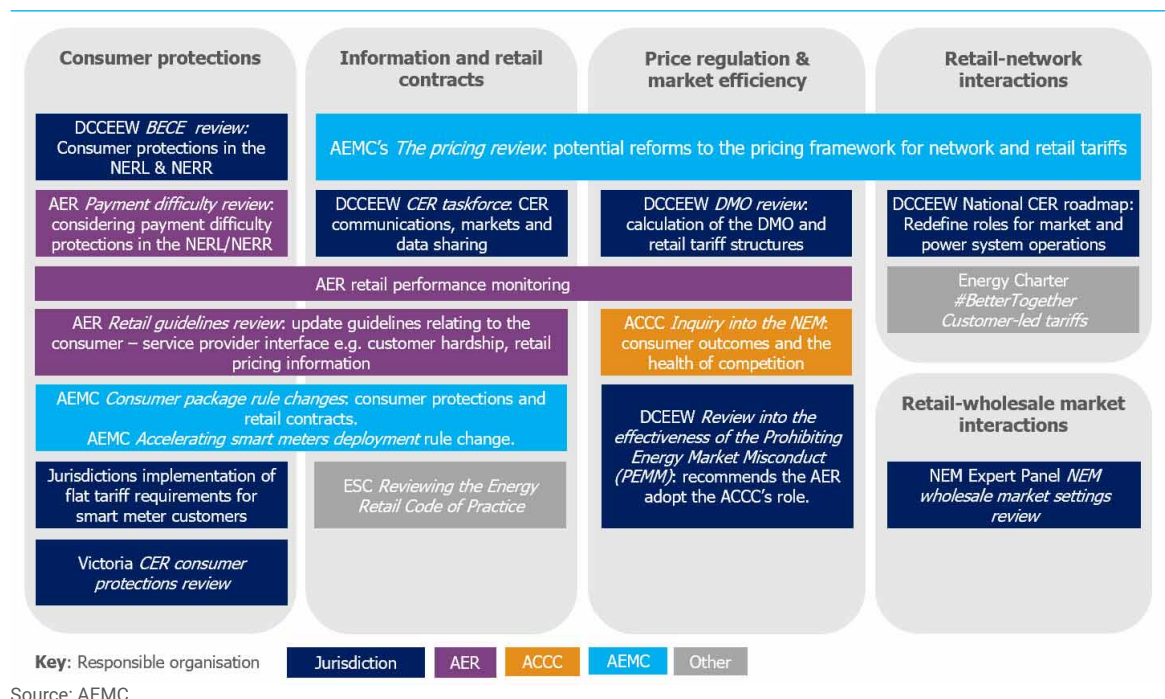 Consumer protections
Information and retail
contracts
Price regulation &
market efficiency
Retail-network
interactions
DCCEEW BECE review:
Consumer protections in the
NERL & NERR
AEMC's The pricing review: potential reforms to the pricing framework for network and retail tariffs
AER Payment difficulty review:
considering payment difficulty
protections in the NERL/NERR
DCCEEW CER taskforce: CER
communications, markets and
data sharing
DCCEEW DMO review:
calculation of the DMO and
retail tariff structures
DCCEEW National CER roadmap:
Redefine roles for market and
power system operations
AER retail performance monitoring
Energy Charter
#BetterTogether
Customer-led tariffs
AER Retail guidelines review: update guidelines relating to the
consumer – service provider interface e.g. customer hardship, retail
pricing information
ACCC Inquiry into the NEM:
consumer outcomes and the
health of competition
AEMC Consumer package rule changes: consumer protections and
retail contracts.
AEMC Accelerating smart meters deployment rule change.
DCEEW Review into the
effectiveness of the Prohibiting
Energy Market Misconduct
(PEMM): recommends the AER
adopt the ACCC's role.
Retail-wholesale market
interactions
Jurisdictions implementation of
flat tariff requirements for
smart meter customers
ESC Reviewing the Energy
Retail Code of Practice
NEM Expert Panel NEM
wholesale market settings
review
Victoria CER consumer
protections review
Key: Responsible organisation
Jurisdiction
AER
ACCC
AEMC
Other
Source: AEMC